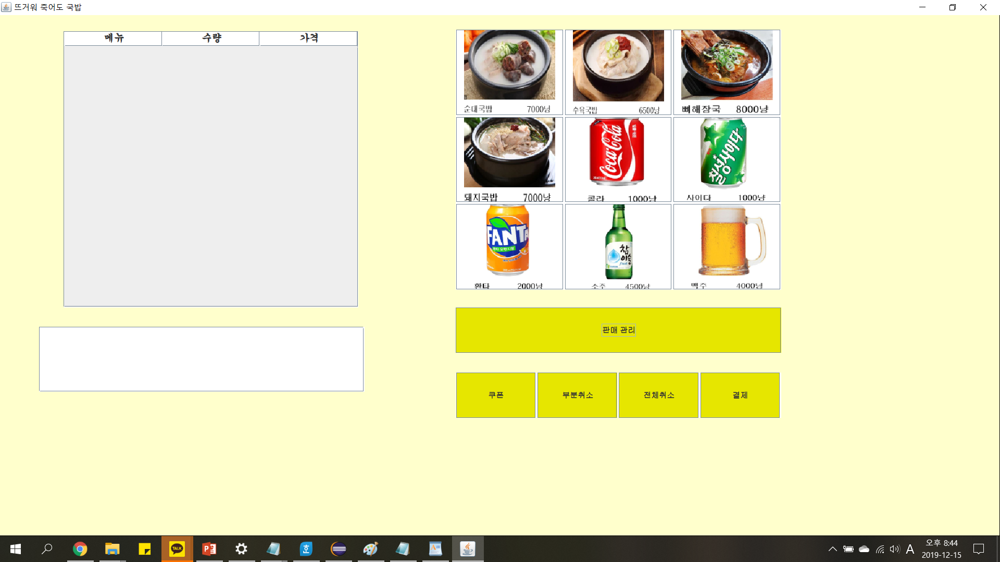 뜨거워 죽어도 국밥
메뉴 수량 가격
순대국밥 7000냥
수육국밥 6500냥
뼈해장국 8000냥
돼지국밥 7000냥
Coca-Cola
콜라 1000냥
칠성사이다
사이다 1000냥
FANTA
환타 2000냥
참이슬
fresh
소주 4500냥
맥주 4000냥
판매 관리
쿠폰 부분취소 전체취소 결제
TALK
A
오후 8:44
2019-12-15